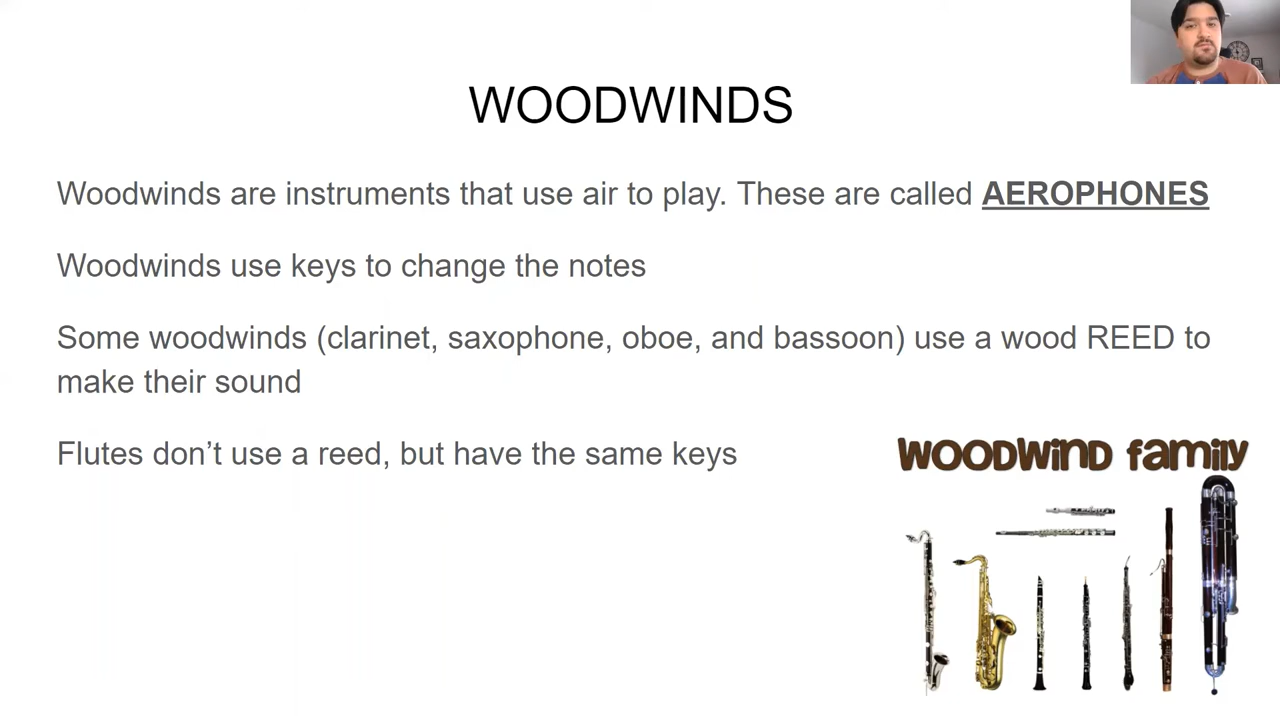 WOODWINDS
Woodwinds are instruments that use air to play. These are called AEROPHONES
Woodwinds use keys to change the notes
Some woodwinds (clarinet, saxophone, oboe, and bassoon) use a wood REED to
make their sound
Flutes don’t use a reed, but have the same keys
WOODWiND family